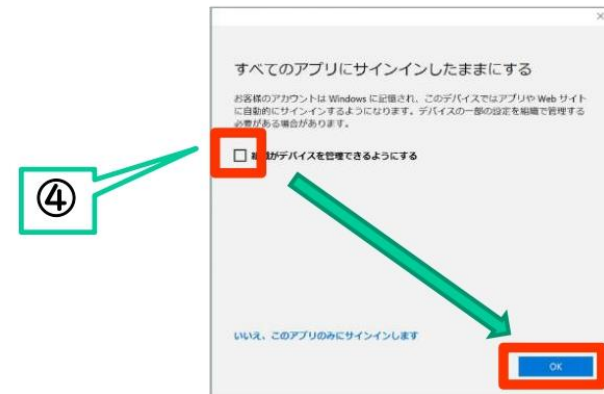 すべてのアプリにサインインしたままにする
お客様のアカウントは Windows に記憶され、このデバイスではアプリや Web サイト
に自動的にサインインするようになります。デバイスの一部の設定を組織で管理する
必要がある場合があります。
組織がデバイスを管理できるようにする
④
いいえ、このアプリのみにサインインします
OK